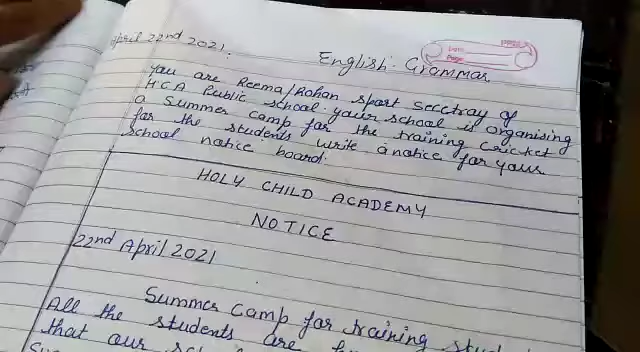 April 22nd 2021.
English Grammar
Date
Page
You are Reema/Rohan sport secctray of
HCA Public school. your school is organising
a summer camp for the training cricket
for the students write a notice for your
school notice board.
HOLY CHILD ACADEMY
NOTICE
22nd April 2021
Summer Camp for training
All the students are
that our